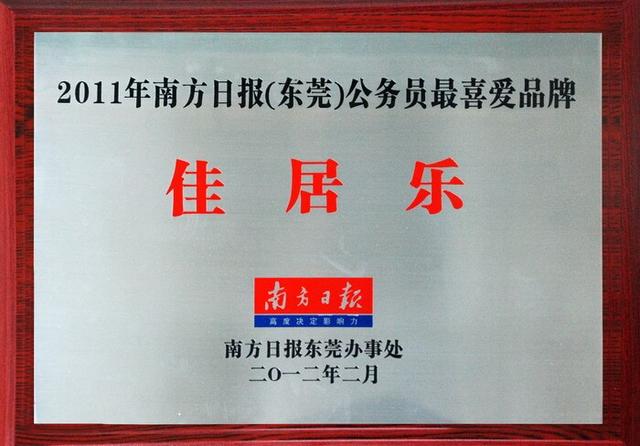 2011年南方日报(东莞)公务员最喜爱品牌
佳居乐
南方日报
高度决定影响力
南方日报东莞办事处
二O一二年二月